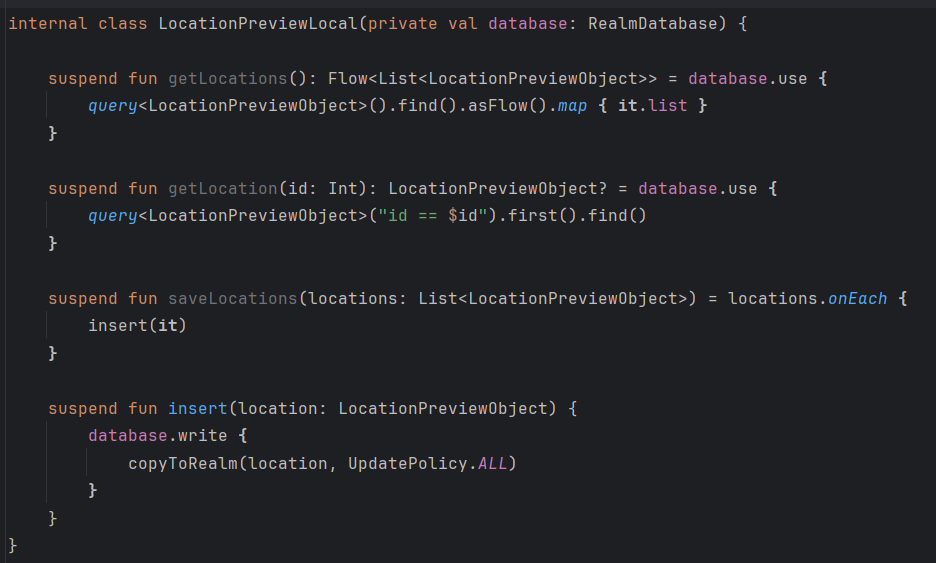 internal class LocationPreviewLocal(private val database: RealmDatabase) {
suspend fun getLocations(): Flow<List<LocationPreviewObject>> = database.use {
query<LocationPreviewObject>().find().asFlow().map { it.list }
}
suspend fun getLocation(id: Int): LocationPreviewObject? = database.use {
query<LocationPreviewObject>("id == $id").first().find()
}
suspend fun saveLocations(locations: List<LocationPreviewObject>) = locations.onEach {
insert(it)
}
suspend fun insert(location: LocationPreviewObject) {
database.write {
copyToRealm(location, UpdatePolicy.ALL)
}
}
}